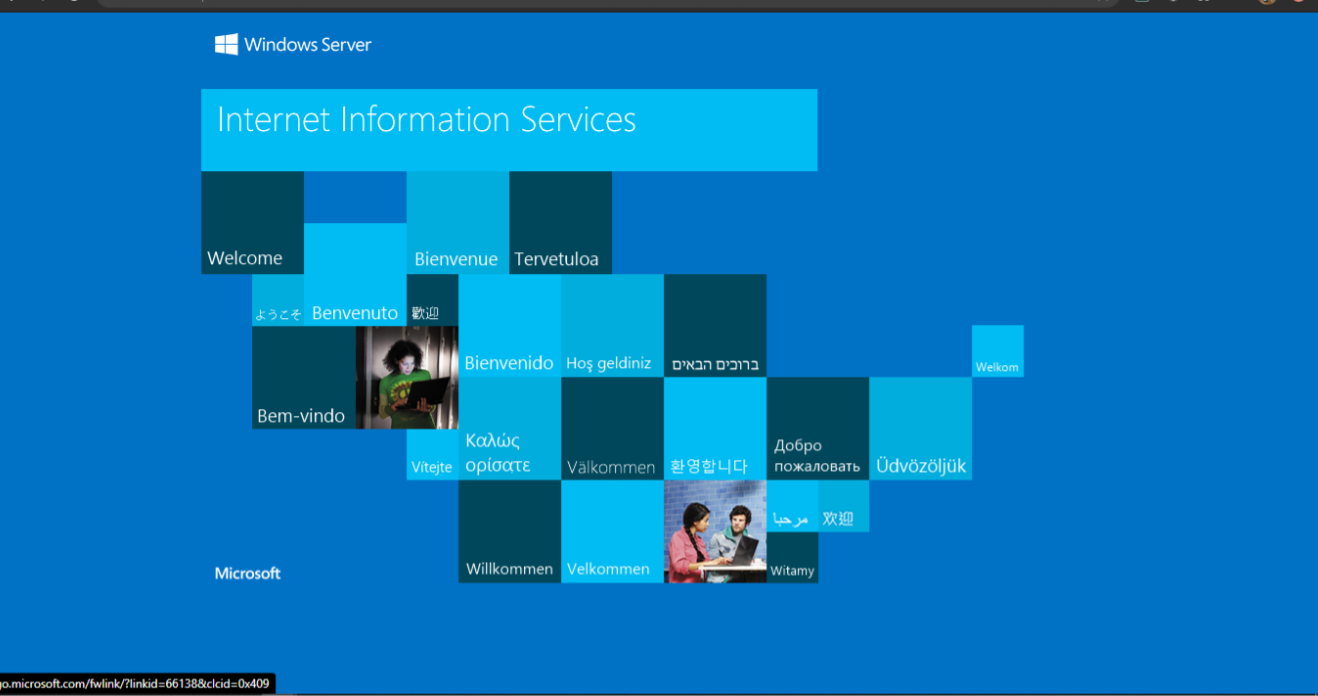 Windows Server
Internet Information Services
Welcome
Bienvenue
Tervetuloa
ようこそ
Benvenuto
歡迎
Bienvenido
Hoş geldiniz
ברוכים הבאים
Welkom
Bem-vindo
Vítejte
Καλώς
ορίσατε
Välkommen
환영합니다
Добро
пожаловать
Üdvözöljük
مرحبا
欢迎
Microsoft
Willkommen
Velkommen
Witamy
go.microsoft.com/fwlink/?linkid=66138&clcid=0x409